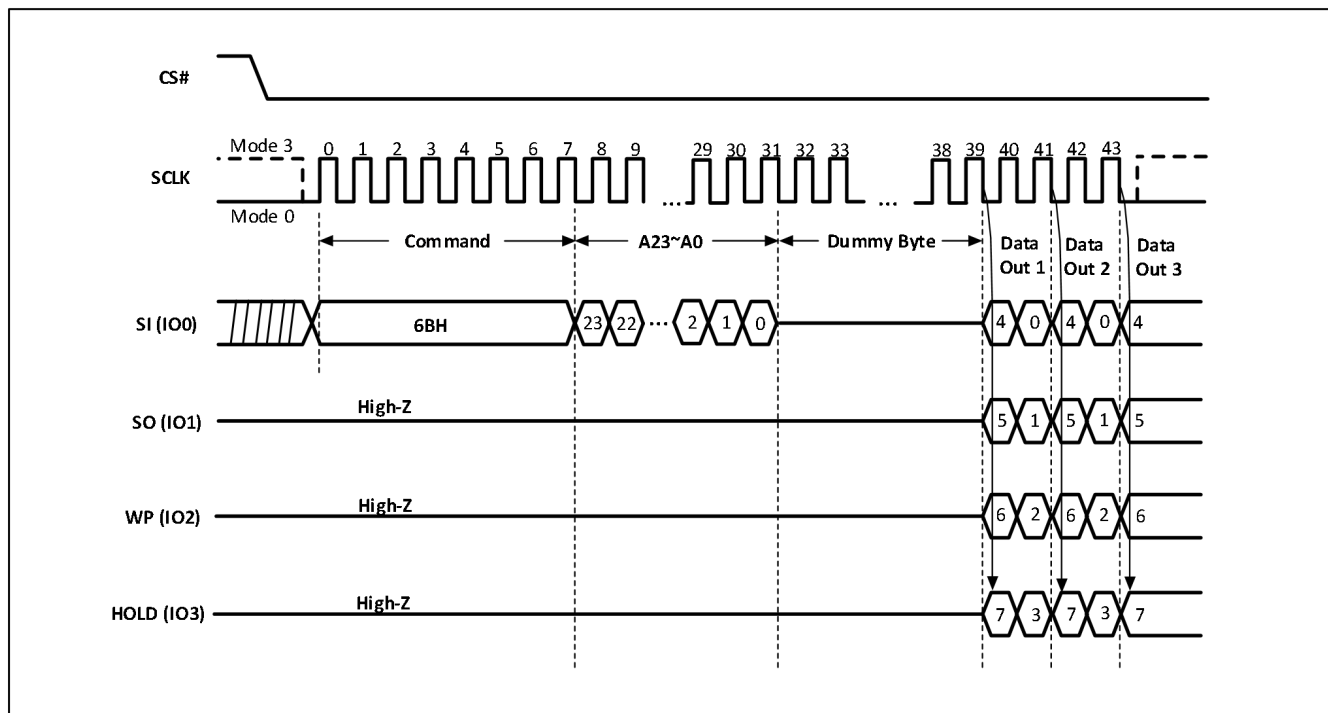 CS#
Mode 3
0 1 2 3 4 5 6 7 8 9 29 30 31 32 33 38 39 40 41 42 43
SCLK
... ...
Mode 0
Command A23~A0 Dummy Byte Data Out 1 Data Out 2 Data Out 3
SI (IO0) 6BH 23 22 ... 2 1 0 4 0 4 0 4
High-Z
SO (IO1) 5 1 5 1 5
High-Z
WP (IO2) 6 2 6 2 6
High-Z
HOLD (IO3) 7 3 7 3 7